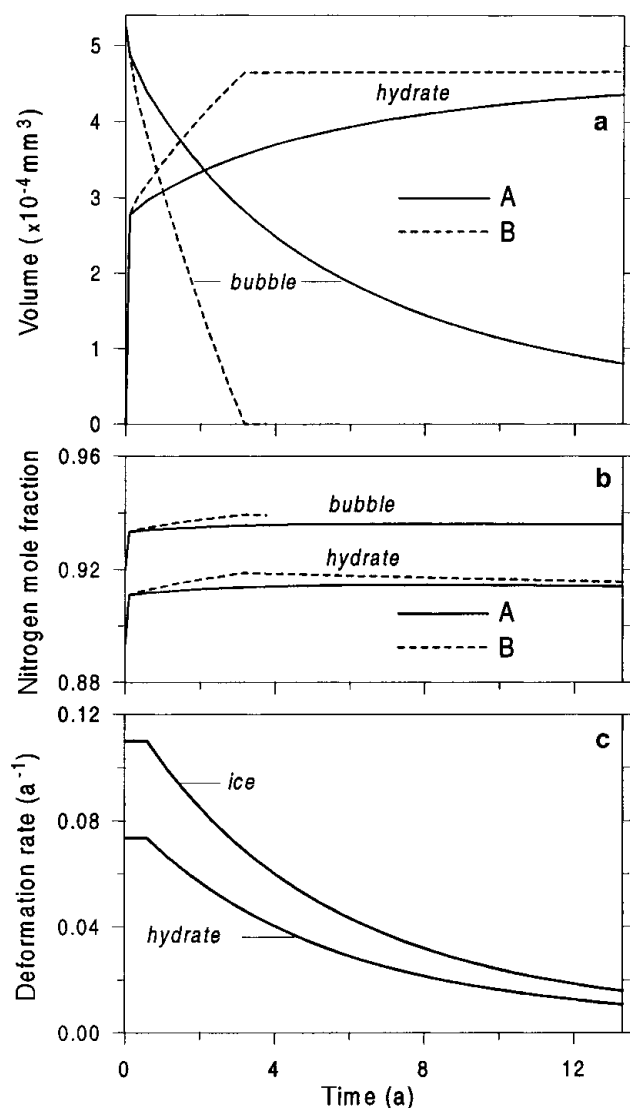 5
4
3
2
1
0
Volume (x10⁻⁴mm³)
hydrate
a
A
B
bubble
0.96
0.92
0.88
Nitrogen mole fraction
b
bubble
hydrate
A
B
0.12
0.08
0.04
0.00
Deformation rate (a⁻¹)
c
ice
hydrate
0 4 8 12
Time (a)